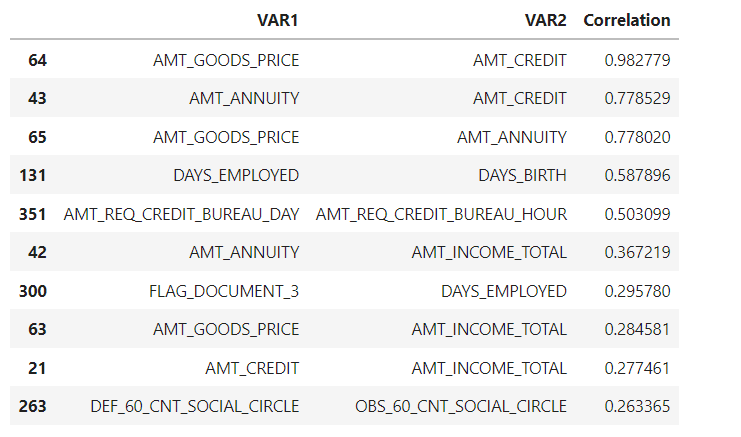 VAR1 VAR2 Correlation
64 AMT_GOODS_PRICE AMT_CREDIT 0.982779
43 AMT_ANNUITY AMT_CREDIT 0.778529
65 AMT_GOODS_PRICE AMT_ANNUITY 0.778020
131 DAYS_EMPLOYED DAYS_BIRTH 0.587896
351 AMT_REQ_CREDIT_BUREAU_DAY AMT_REQ_CREDIT_BUREAU_HOUR 0.503099
42 AMT_ANNUITY AMT_INCOME_TOTAL 0.367219
300 FLAG_DOCUMENT_3 DAYS_EMPLOYED 0.295780
63 AMT_GOODS_PRICE AMT_INCOME_TOTAL 0.284581
21 AMT_CREDIT AMT_INCOME_TOTAL 0.277461
263 DEF_60_CNT_SOCIAL_CIRCLE OBS_60_CNT_SOCIAL_CIRCLE 0.263365